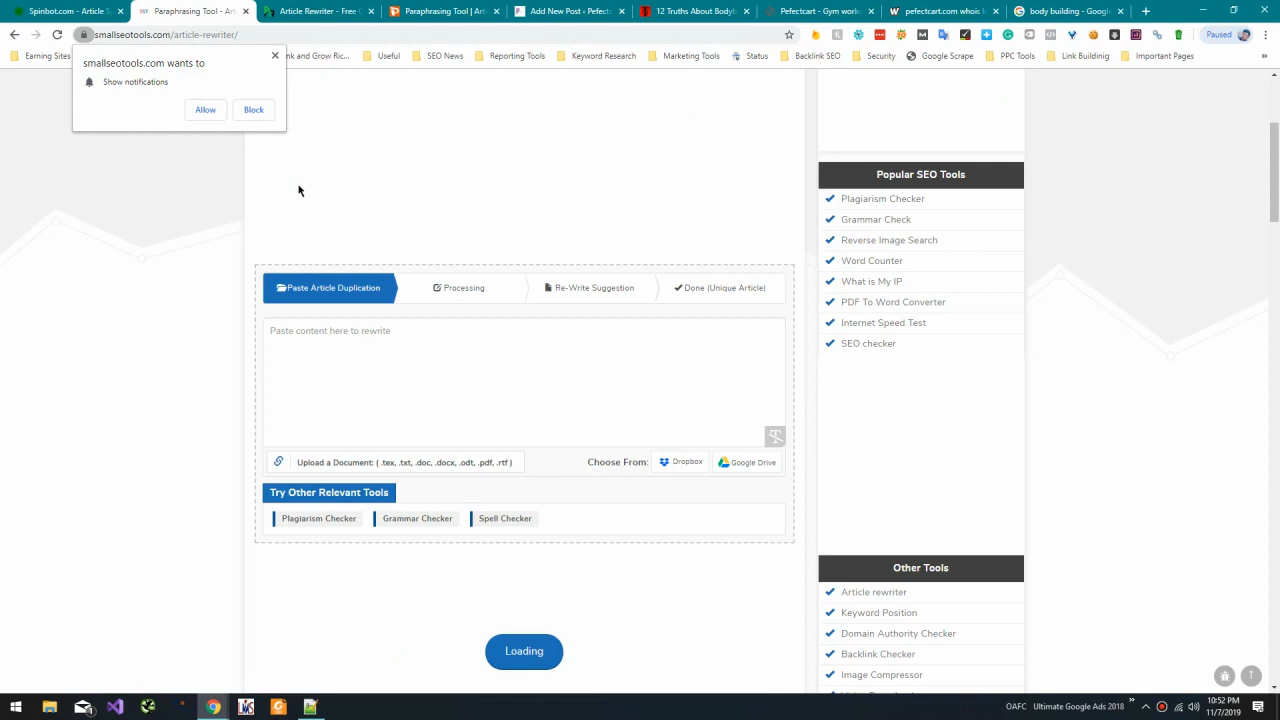 Spinbot.com - Article S
Paraphrasing Tool - Ar
Article Rewriter - Free O
Paraphrasing Tool | Artic
Add New Post ‹ Pefectc
12 Truths About Bodyb
Pefectcart - Gym work
pefectcart.com whois lo
body building - Google
smallseotools.com/article-rewriter/
Paused
Earning Sites
ink and Grow Ric...
Useful
SEO News
Reporting Tools
Keyword Research
Marketing Tools
Status
Backlink SEO
Security
Google Scrape
PPC Tools
Link Buildinig
Important Pages
smallseotools.com wants to
Show notifications
Allow
Block
Popular SEO Tools
Plagiarism Checker
Grammar Check
Reverse Image Search
Word Counter
What is My IP
PDF To Word Converter
Internet Speed Test
SEO checker
Paste Article Duplication
Processing
Re-Write Suggestion
Done (Unique Article)
Paste content here to rewrite
Upload a Document: ( .tex, .txt, .doc, .docx, .odt, .pdf, .rtf )
Choose From:
Dropbox
Google Drive
Try Other Relevant Tools
Plagiarism Checker
Grammar Checker
Spell Checker
Loading
Other Tools
Article rewriter
Keyword Position
Domain Authority Checker
Backlink Checker
Image Compressor
OAFC
Ultimate Google Ads 2018
10:52 PM
11/7/2019